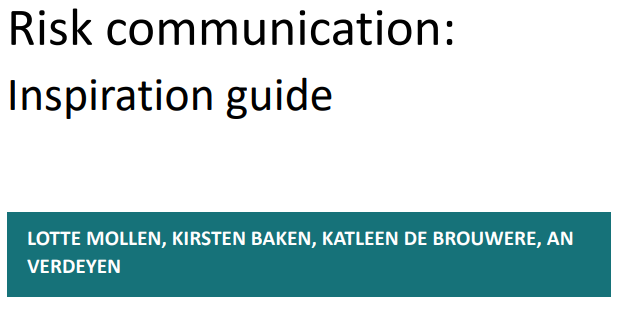 Risk communication:
Inspiration guide
LOTTE MOLLEN, KIRSTEN BAKEN, KATLEEN DE BROUWERE, AN
VERDEYEN